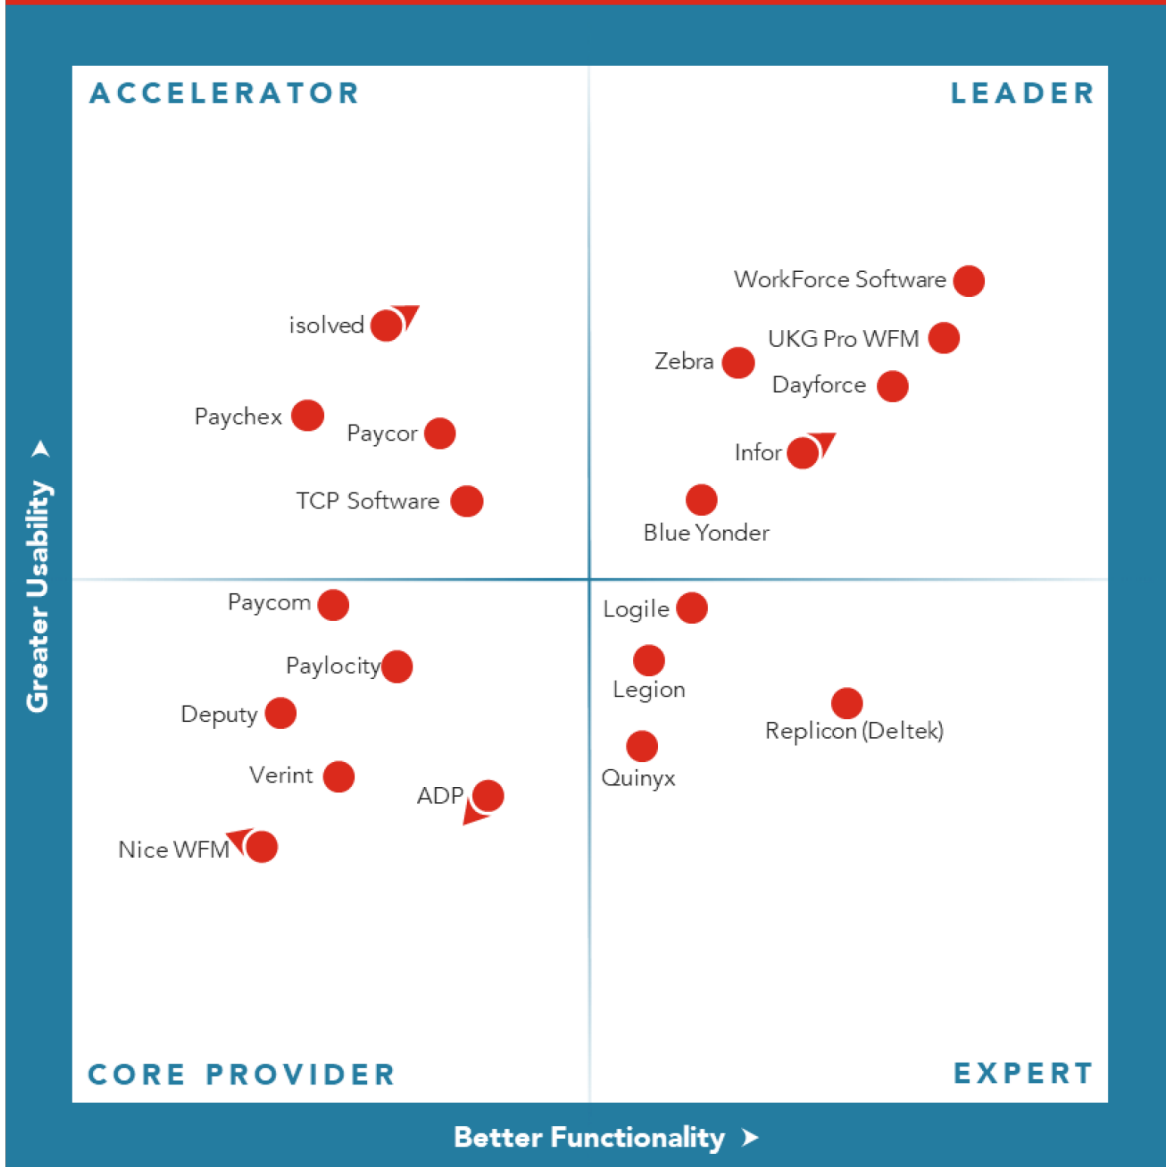 ACCELERATOR
LEADER
WorkForce Software
isolved
UKG Pro WFM
Zebra
Dayforce
Paychex
Paycor
Infor
TCP Software
Blue Yonder
Greater Usability
Paycom
Logile
Paylocity
Legion
Deputy
Replicon (Deltek)
Verint
Quinyx
ADP
Nice WFM
CORE PROVIDER
EXPERT
Better Functionality